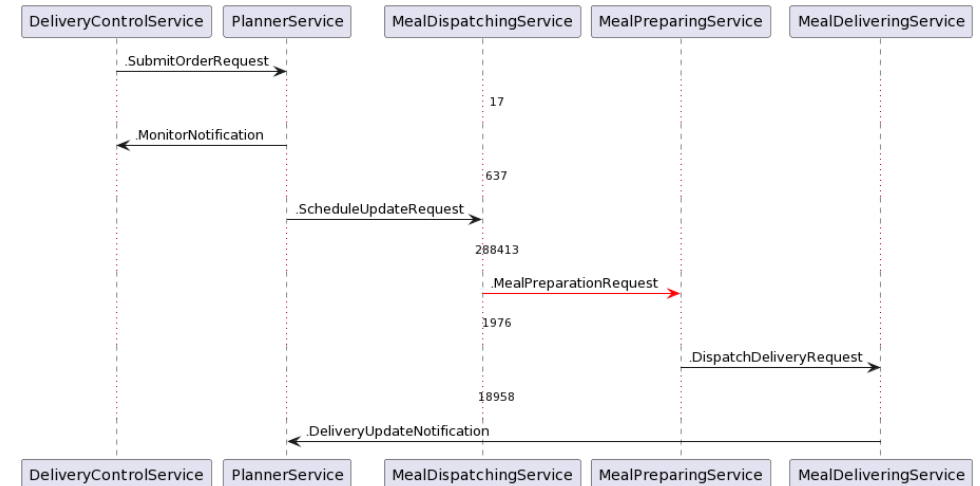 DeliveryControlService PlannerService MealDispatchingService MealPreparingService MealDeliveringService
.SubmitOrderRequest
17
.MonitorNotification
637
.ScheduleUpdateRequest
288413
.MealPreparationRequest
1976
.DispatchDeliveryRequest
18958
.DeliveryUpdateNotification
DeliveryControlService PlannerService MealDispatchingService MealPreparingService MealDeliveringService